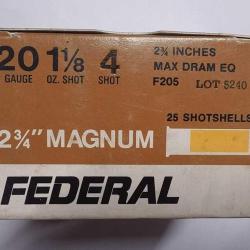 20 1⅛ 4
GAUGE OZ. SHOT SHOT
2¾ INCHES
MAX DRAM EQ
F205 LOT 5240
25 SHOTSHELLS
2¾" MAGNUM
FEDERAL